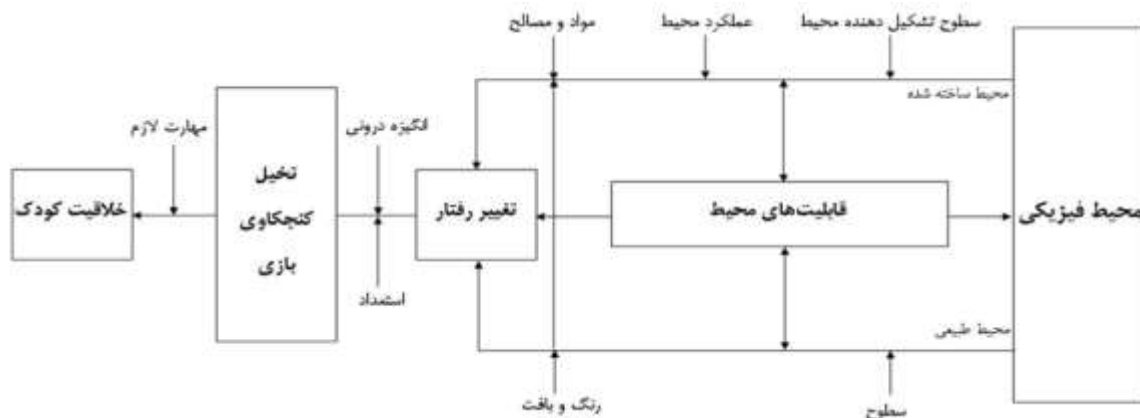 سطوح تشکیل دهنده محیط
عملکرد محیط
مواد و مصالح
محیط ساخته شده
محیط فیزیکی
قابلیت‌های محیط
تغییر رفتار
انگیزه درونی
استعداد
تخیل
کنجکاوی
بازی
مهارت لازم
خلاقیت کودک
محیط طبیعی
سطوح
رنگ و بافت